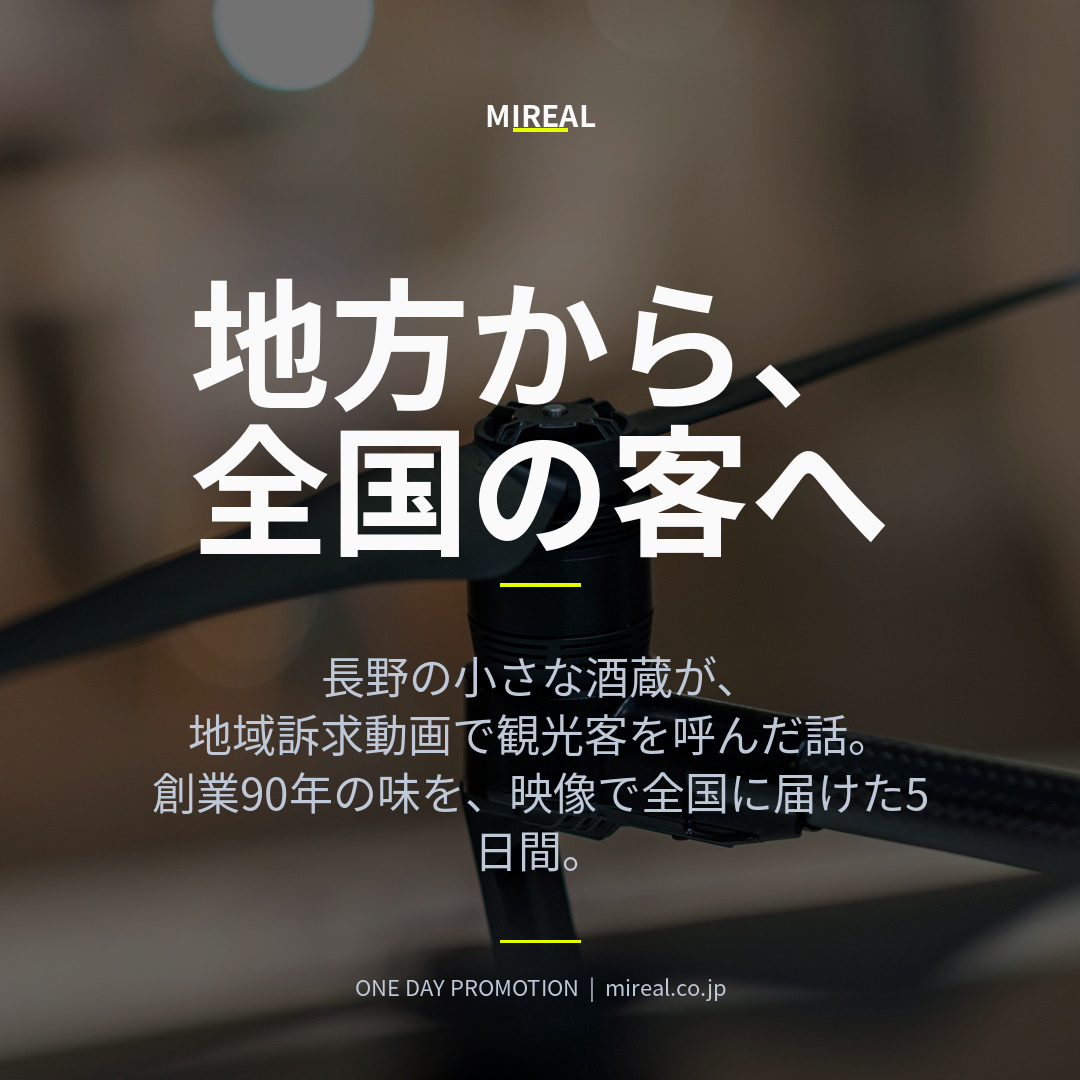 MIREAL
地方から、
全国の客へ
長野の小さな酒蔵が、
地域訴求動画で観光客を呼んだ話。
創業90年の味を、映像で全国に届けた5
日間。
ONE DAY PROMOTION | mireal.co.jp